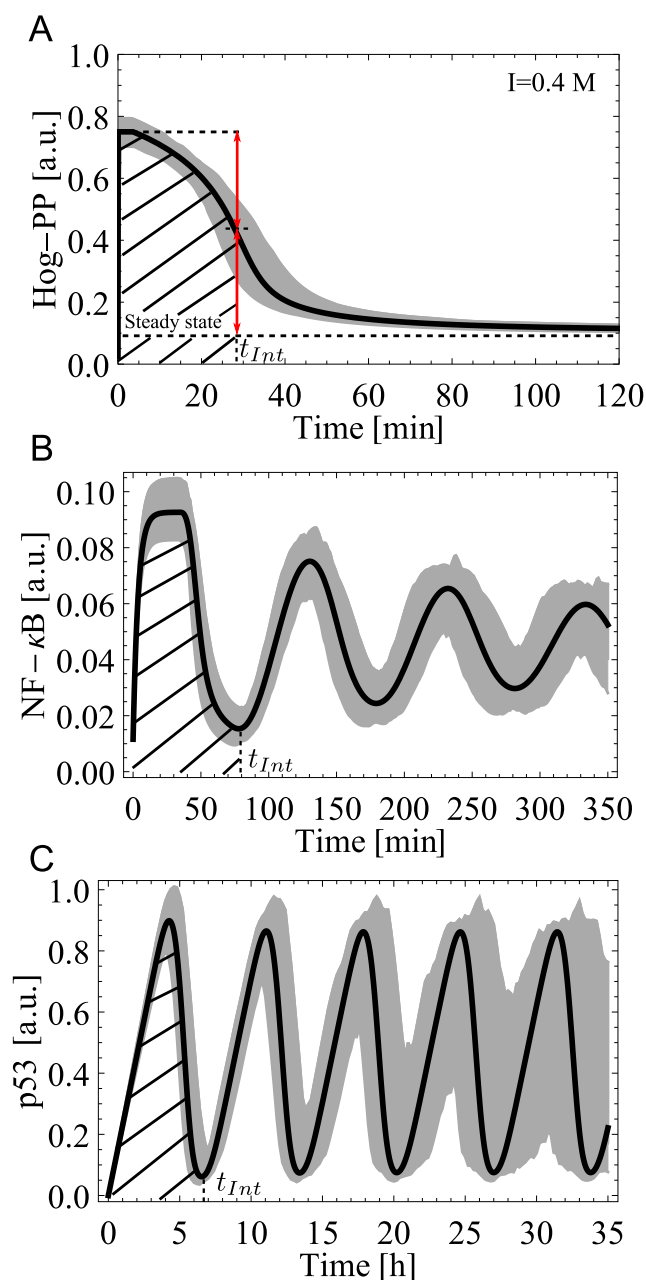 A
I=0.4 M
Hog−PP [a.u.]
1.0
0.8
0.6
0.4
0.2
0.0
Steady state
t_Int
0 20 40 60 80 100 120
Time [min]
B
NF−κB [a.u.]
0.10
0.08
0.06
0.04
0.02
0.00
t_Int
0 50 100 150 200 250 300 350
Time [min]
C
p53 [a.u.]
1.0
0.8
0.6
0.4
0.2
0.0
t_Int
0 5 10 15 20 25 30 35
Time [h]